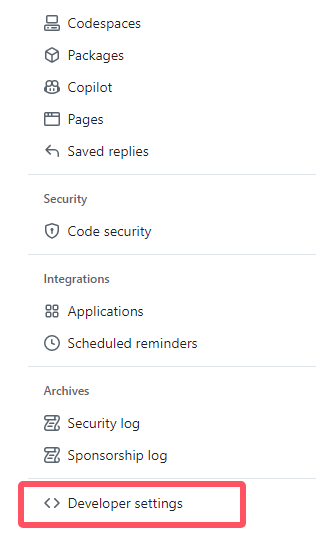 Codespaces
Packages
Copilot
Pages
Saved replies
Security
Code security
Integrations
Applications
Scheduled reminders
Archives
Security log
Sponsorship log
Developer settings